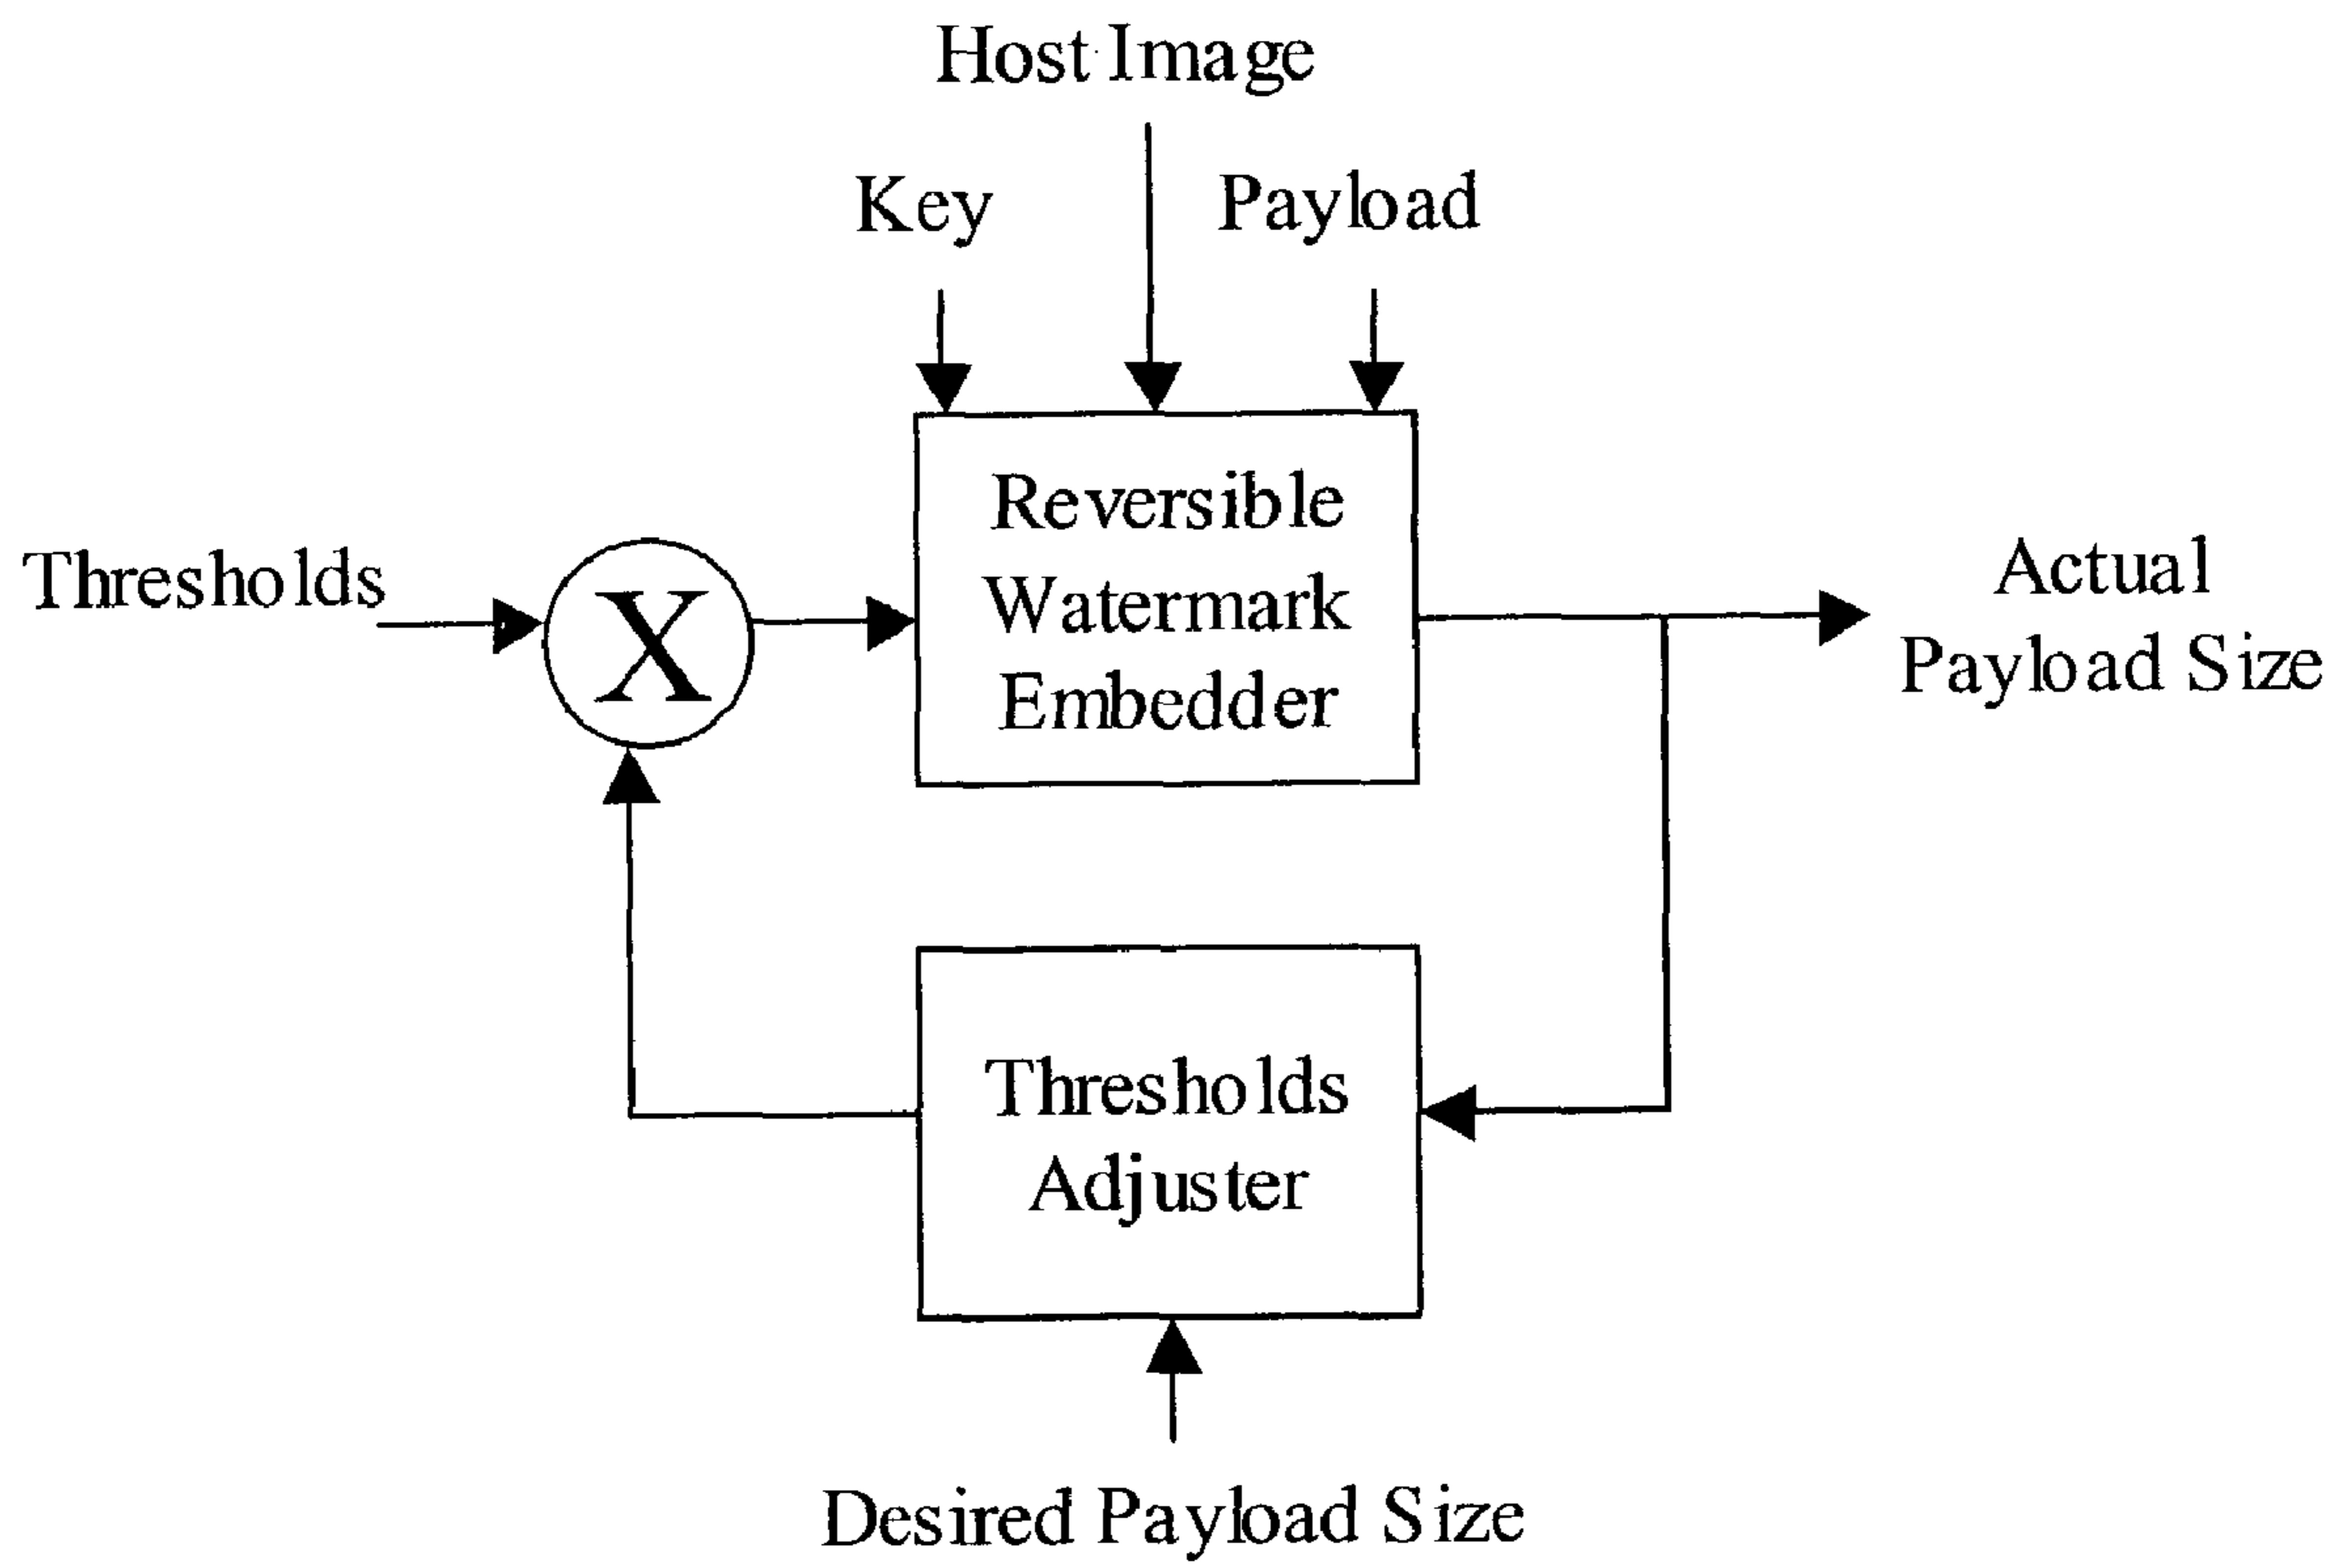 Host Image
Key
Payload
Thresholds
X
Reversible
Watermark
Embedder
Actual
Payload Size
Thresholds
Adjuster
Desired Payload Size